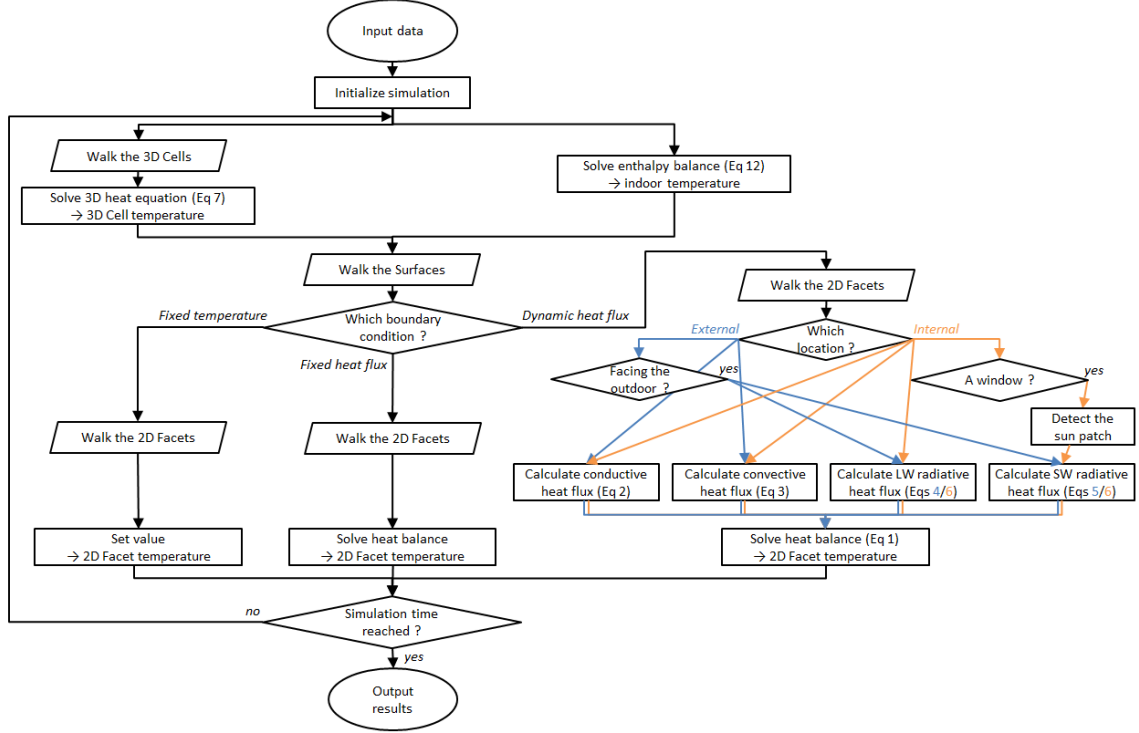 Input data
Initialize simulation
Walk the 3D Cells
Solve 3D heat equation (Eq 7)
→ 3D Cell temperature
Solve enthalpy balance (Eq 12)
→ indoor temperature
Walk the Surfaces
Walk the 2D Facets
Fixed temperature
Which boundary
condition ?
Dynamic heat flux
Fixed heat flux
External
Which
location ?
Internal
Facing the
outdoor ?
yes
A window ?
yes
Detect the
sun patch
Walk the 2D Facets
Walk the 2D Facets
Calculate conductive
heat flux (Eq 2)
Calculate convective
heat flux (Eq 3)
Calculate LW radiative
heat flux (Eqs 4/6)
Calculate SW radiative
heat flux (Eqs 5/6)
Set value
→ 2D Facet temperature
Solve heat balance
→ 2D Facet temperature
Solve heat balance (Eq 1)
→ 2D Facet temperature
no
Simulation time
reached ?
yes
Output
results